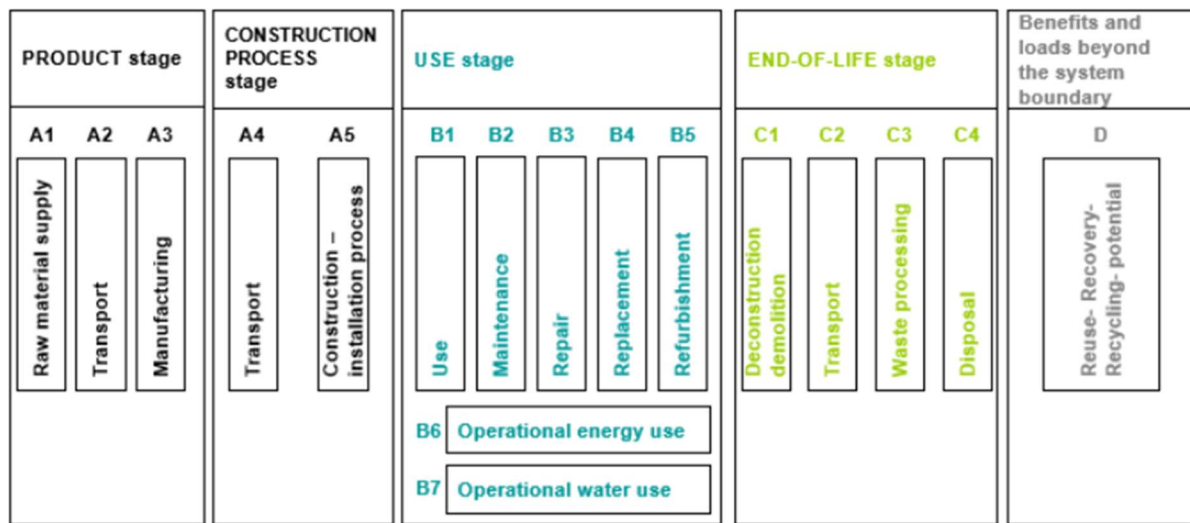 PRODUCT stage
CONSTRUCTION
PROCESS
stage
USE stage
END-OF-LIFE stage
Benefits and
loads beyond
the system
boundary
A1
A2
A3
A4
A5
B1
B2
B3
B4
B5
C1
C2
C3
C4
D
Raw material supply
Transport
Manufacturing
Transport
Construction –
installation process
Use
Maintenance
Repair
Replacement
Refurbishment
Deconstruction
demolition
Transport
Waste processing
Disposal
Reuse- Recovery-
Recycling- potential
B6 Operational energy use
B7 Operational water use